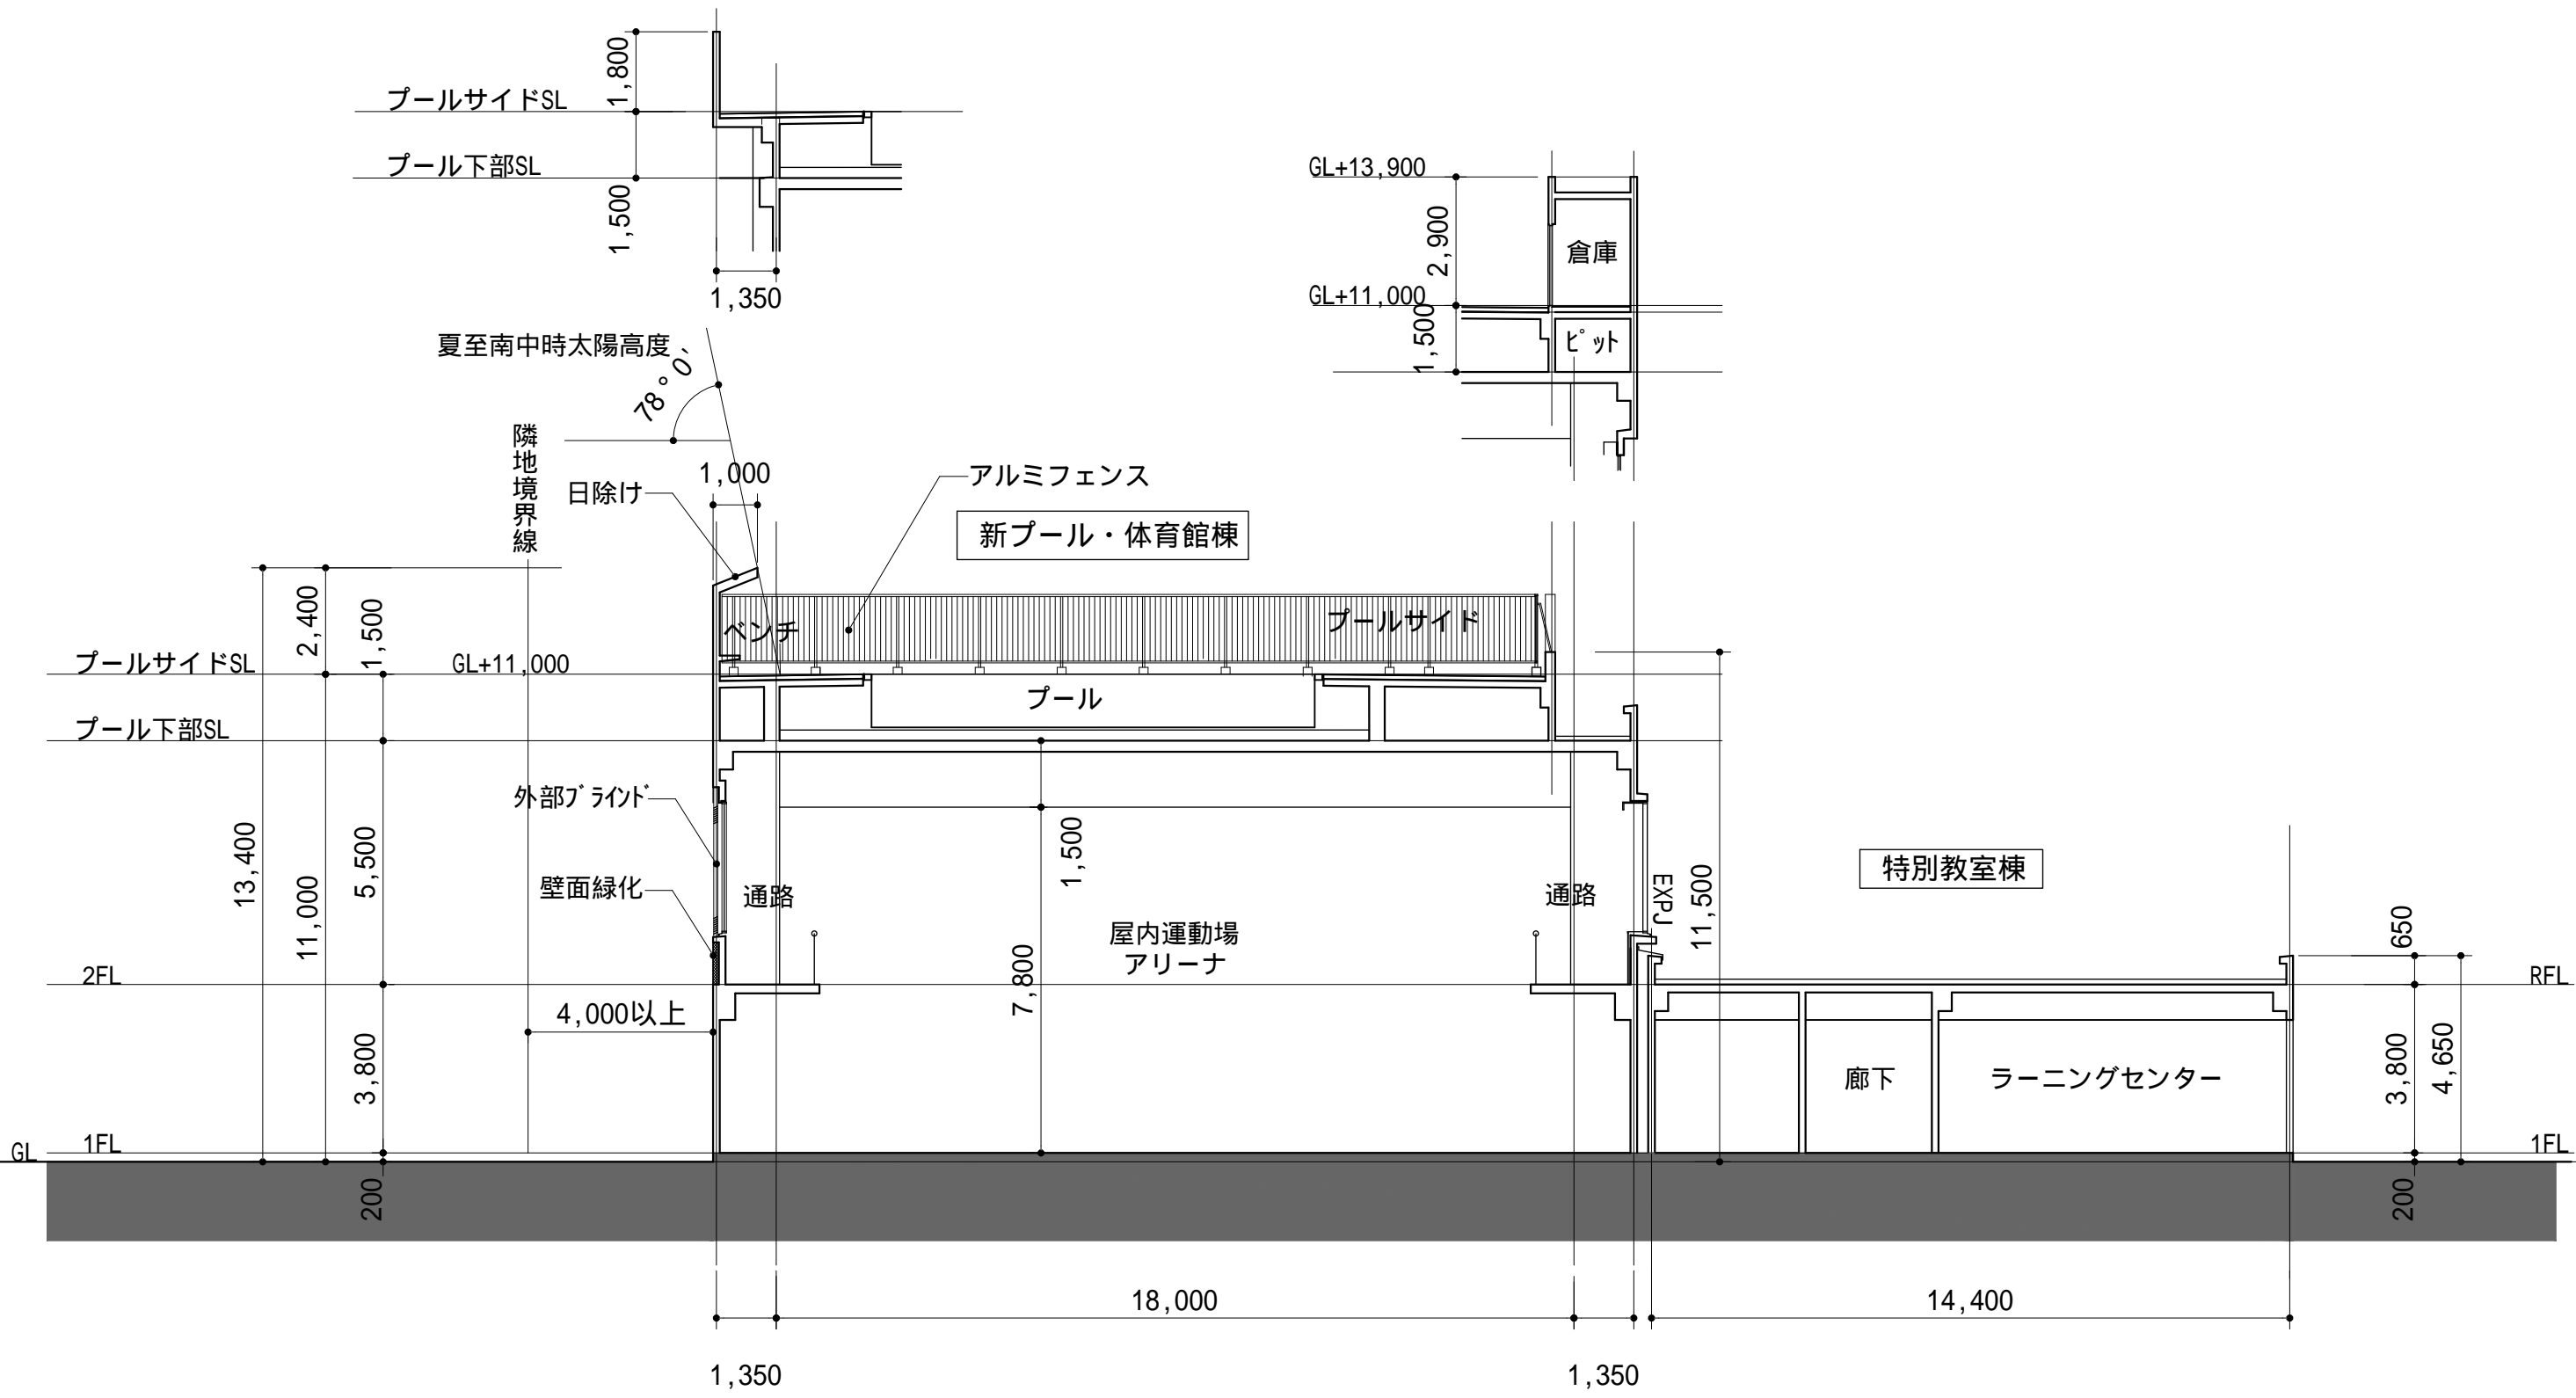 1,800
プールサイドSL
プール下部SL
1,500
1,350
GL+13,900
2,900
倉庫
GL+11,000
1,500
ピット
夏至南中時太陽高度
78°0'
隣地境界線
1,000
日除け
アルミフェンス
新プール・体育館棟
2,400
1,500
ベンチ
プールサイド
プールサイドSL
GL+11,000
プール
プール下部SL
外部ブラインド
13,400
11,000
5,500
1,500
壁面緑化
通路
通路
EXPJ
11,500
特別教室棟
屋内運動場
アリーナ
7,800
650
2FL
RFL
4,000以上
3,800
廊下
ラーニングセンター
3,800
4,650
GL
1FL
1FL
200
200
18,000
14,400
1,350
1,350